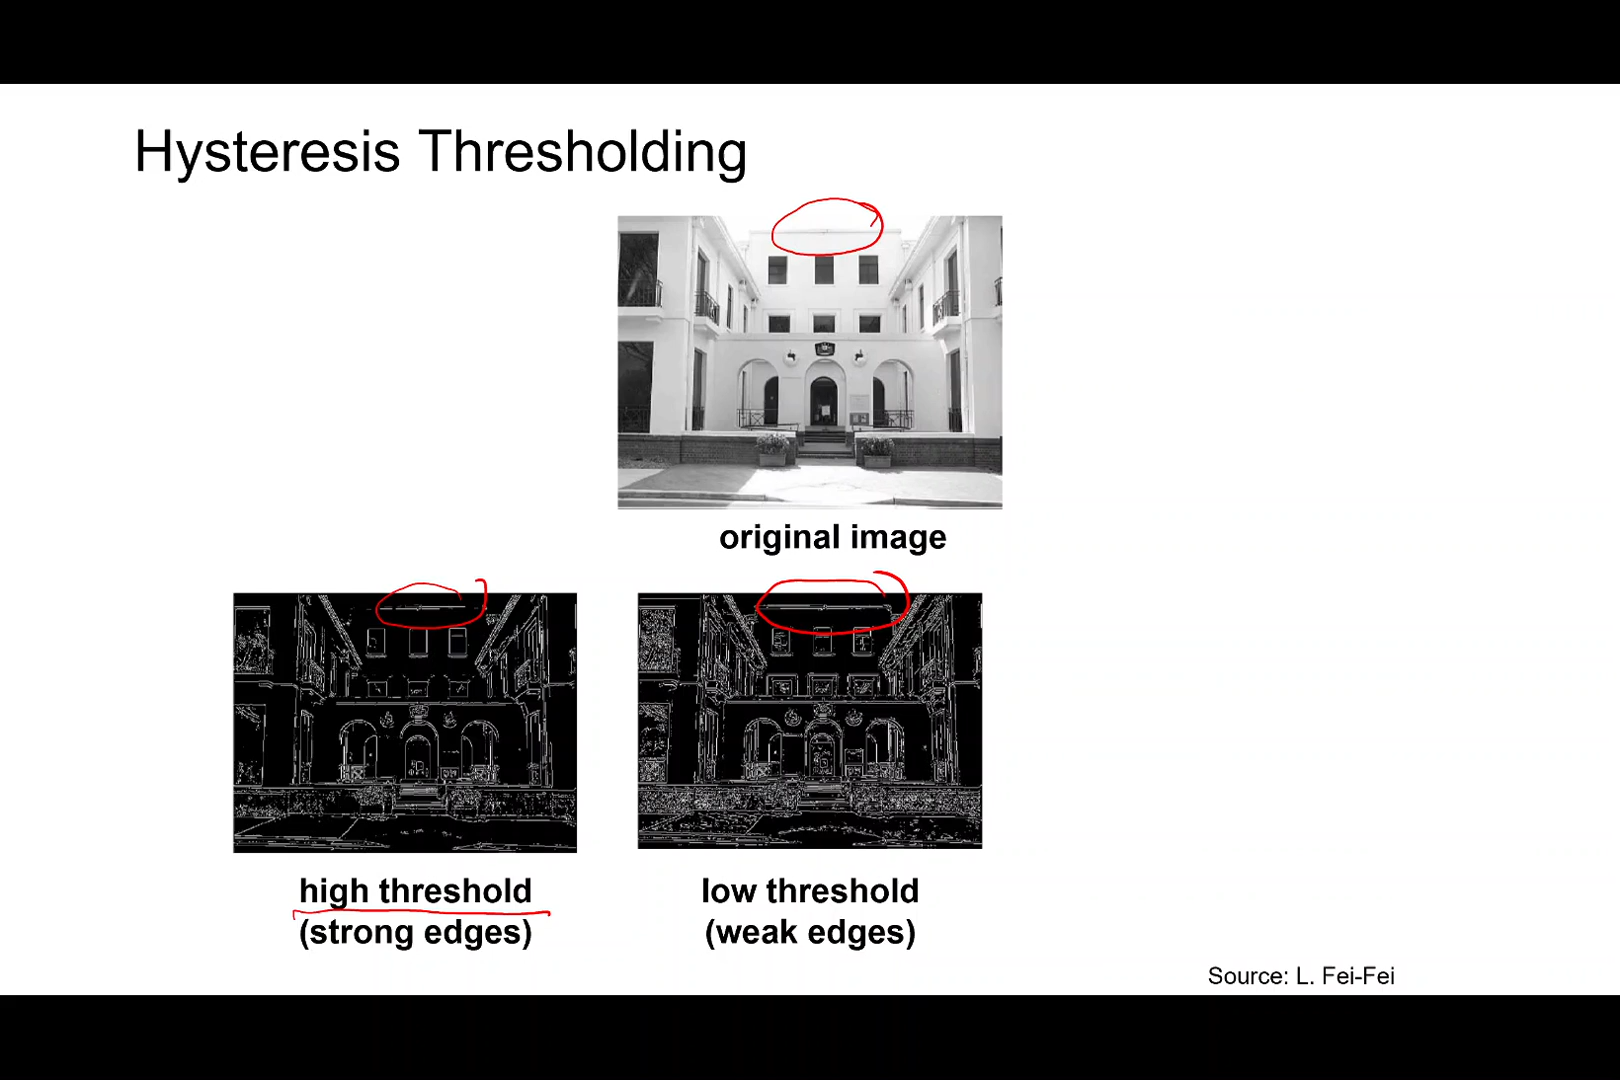 Hysteresis Thresholding
original image
high threshold
(strong edges)
low threshold
(weak edges)
Source: L. Fei-Fei